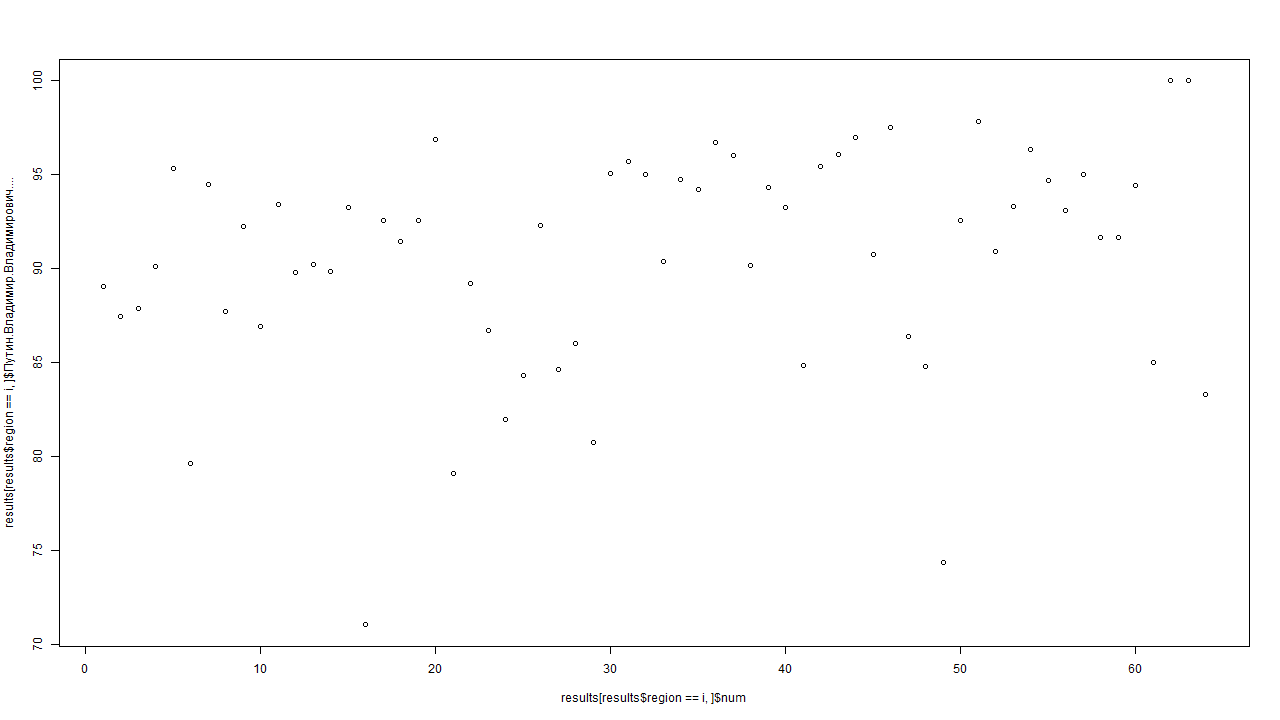 results[results$region == i, ]$Путин.Владимир.Владимирович....
100
95
90
85
80
75
70
0 10 20 30 40 50 60
results[results$region == i, ]$num